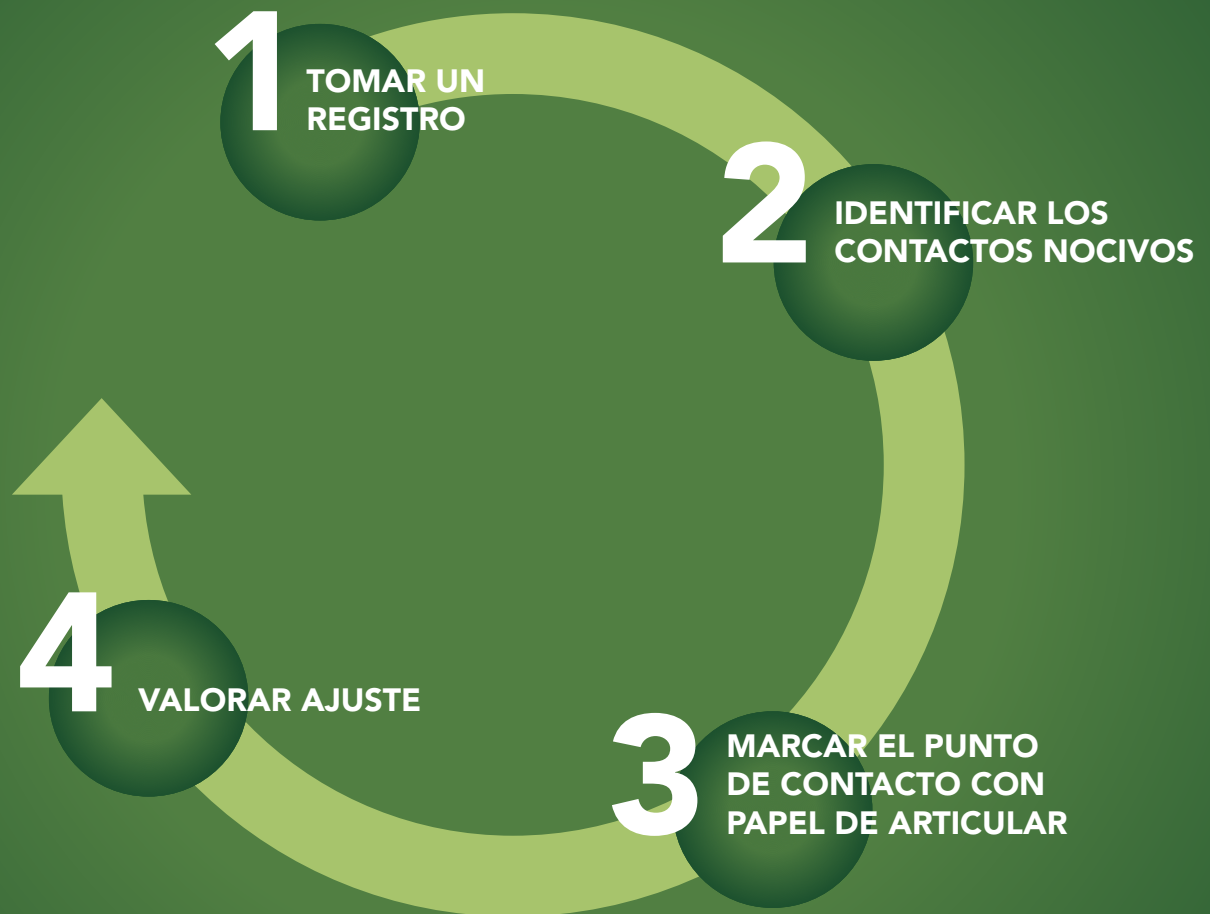 1
TOMAR UN
REGISTRO
2
IDENTIFICAR LOS
CONTACTOS NOCIVOS
3
MARCAR EL PUNTO
DE CONTACTO CON
PAPEL DE ARTICULAR
4
VALORAR AJUSTE